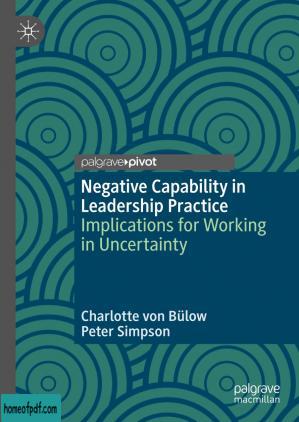 palgrave▸pivot
Negative Capability in
Leadership Practice
Implications for Working
in Uncertainty
Charlotte von Bülow
Peter Simpson
palgrave
macmillan
homeofpdf.com